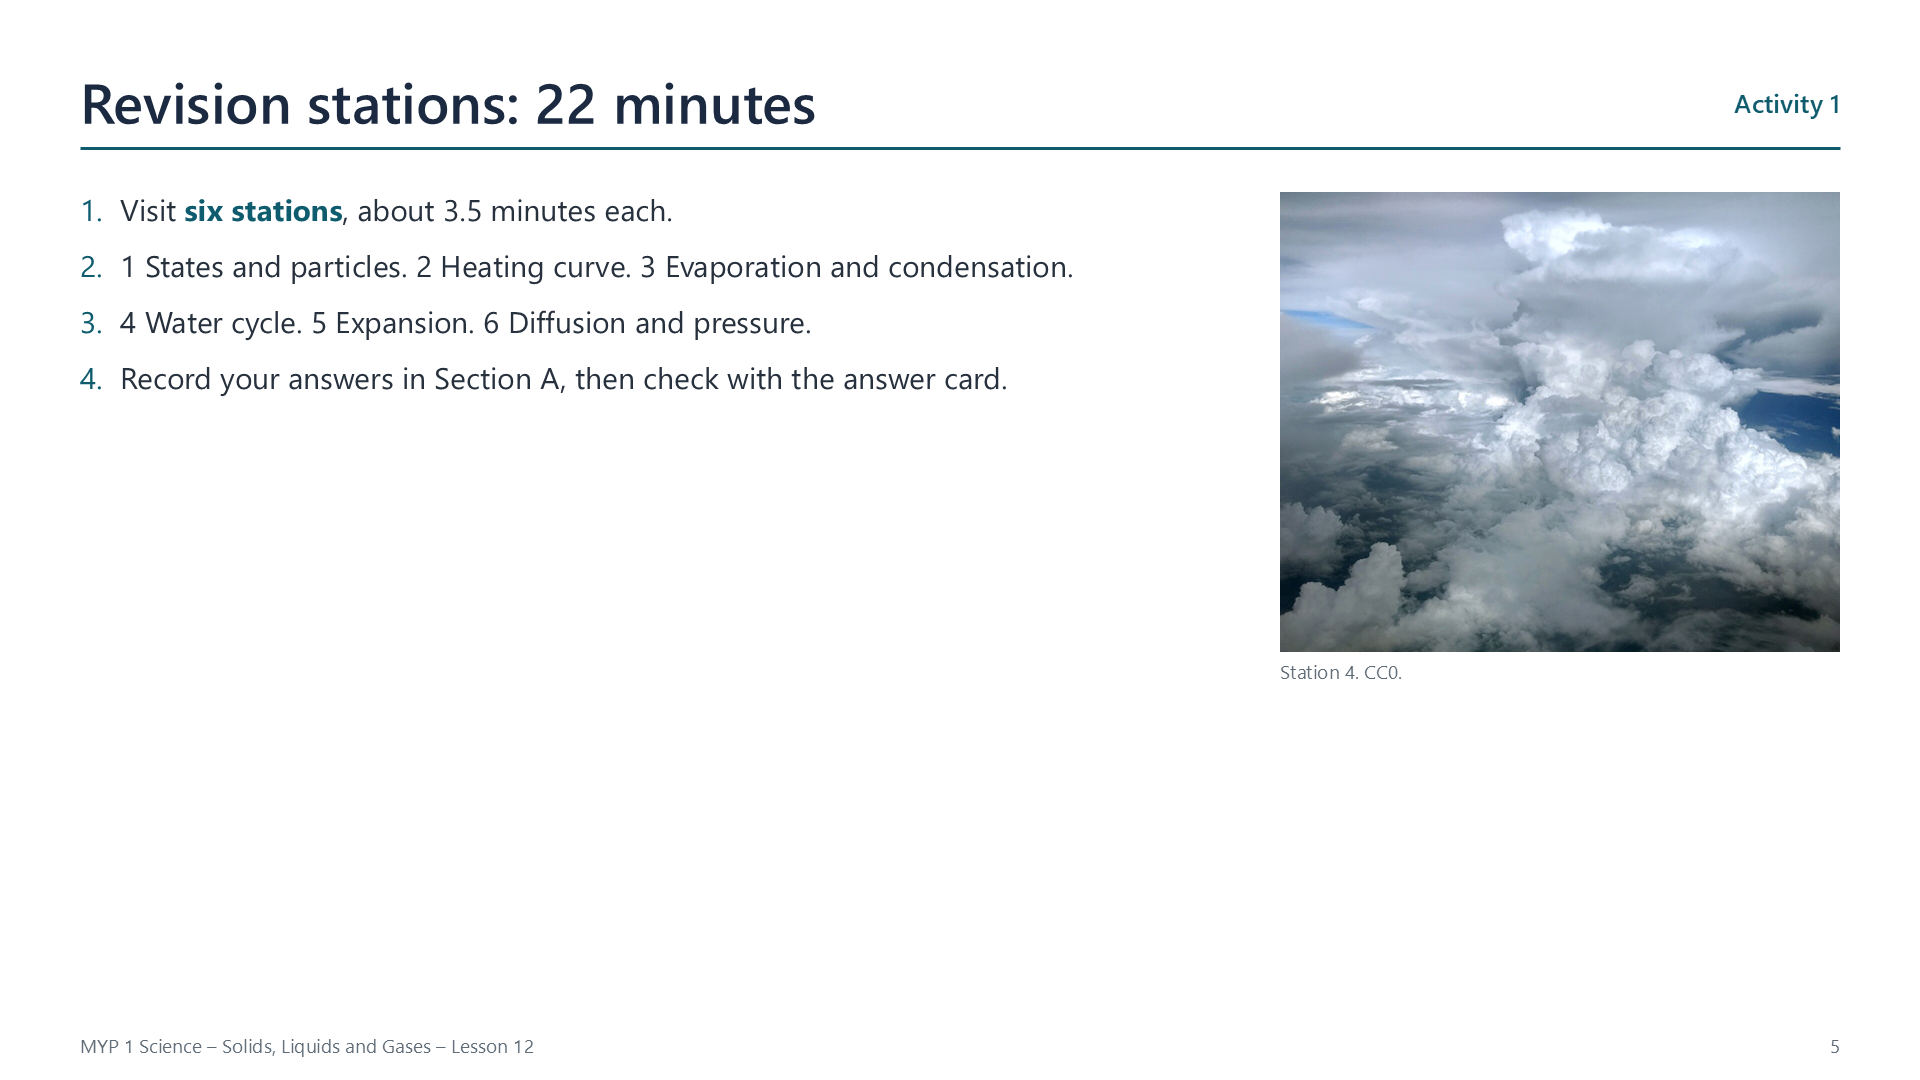 Revision stations: 22 minutes
Activity 1
1. Visit six stations, about 3.5 minutes each.
2. 1 States and particles. 2 Heating curve. 3 Evaporation and condensation.
3. 4 Water cycle. 5 Expansion. 6 Diffusion and pressure.
4. Record your answers in Section A, then check with the answer card.
Station 4. CC0.
MYP 1 Science – Solids, Liquids and Gases – Lesson 12
5